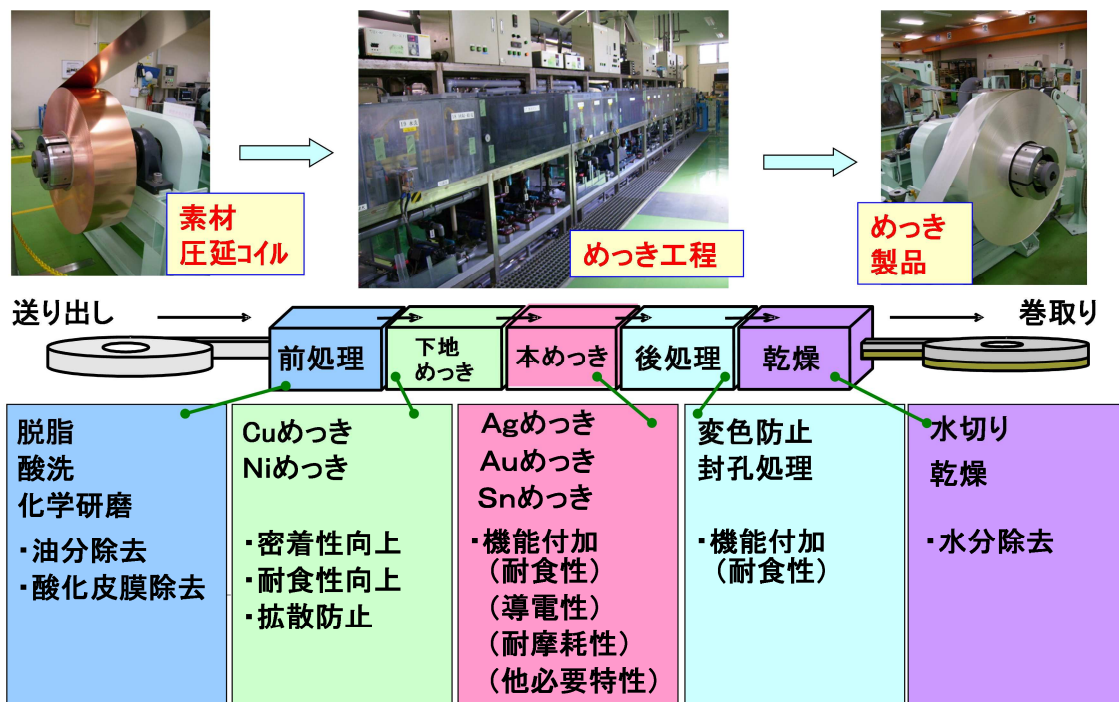 素材
圧延コイル
めっき工程
めっき
製品
送り出し
巻取り
前処理
下地
めっき
本めっき
後処理
乾燥
脱脂
酸洗
化学研磨
・油分除去
・酸化皮膜除去
Cuめっき
Niめっき
・密着性向上
・耐食性向上
・拡散防止
Agめっき
Auめっき
Snめっき
・機能付加
(耐食性)
(導電性)
(耐摩耗性)
(他必要特性)
変色防止
封孔処理
・機能付加
(耐食性)
水切り
乾燥
・水分除去